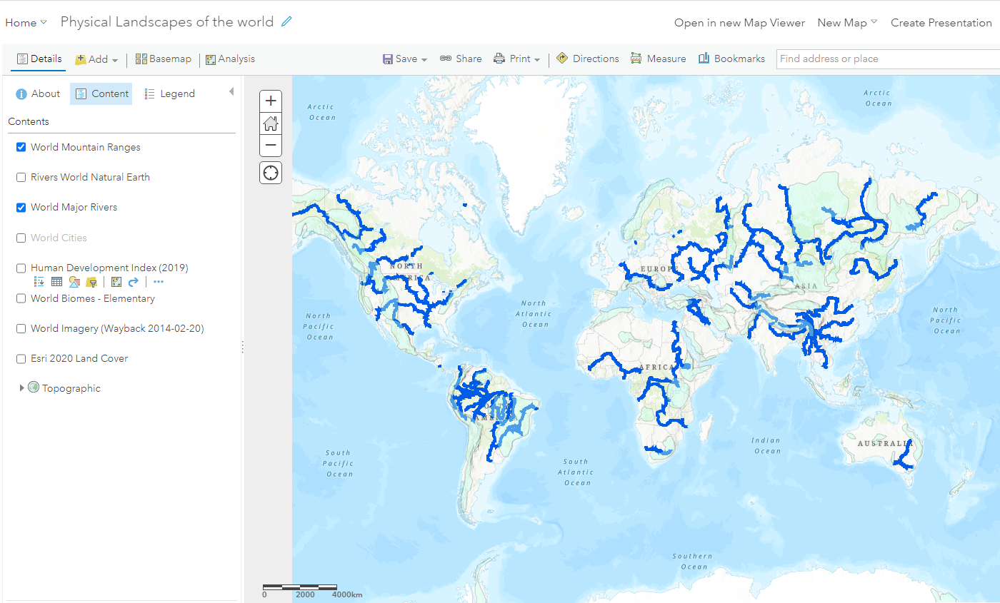 Home Physical Landscapes of the world Open in new Map Viewer New Map Create Presentation
Details Add Basemap Analysis Save Share Print Directions Measure Bookmarks Find address or place
About Content Legend
Contents
World Mountain Ranges
Rivers World Natural Earth
World Major Rivers
World Cities
Human Development Index (2019)
World Biomes - Elementary
World Imagery (Wayback 2014-02-20)
Esri 2020 Land Cover
Topographic
+
−
Arctic
Ocean
Arctic
Ocean
NORTH
AMERICA
EUROPE
ASIA
North
Pacific
Ocean
North
Atlantic
Ocean
North
Pacific
Ocean
AFRICA
AMERICA
South
Pacific
Ocean
South
Atlantic
Ocean
Indian
Ocean
AUSTRALIA
Southern
Ocean
0 2000 4000km